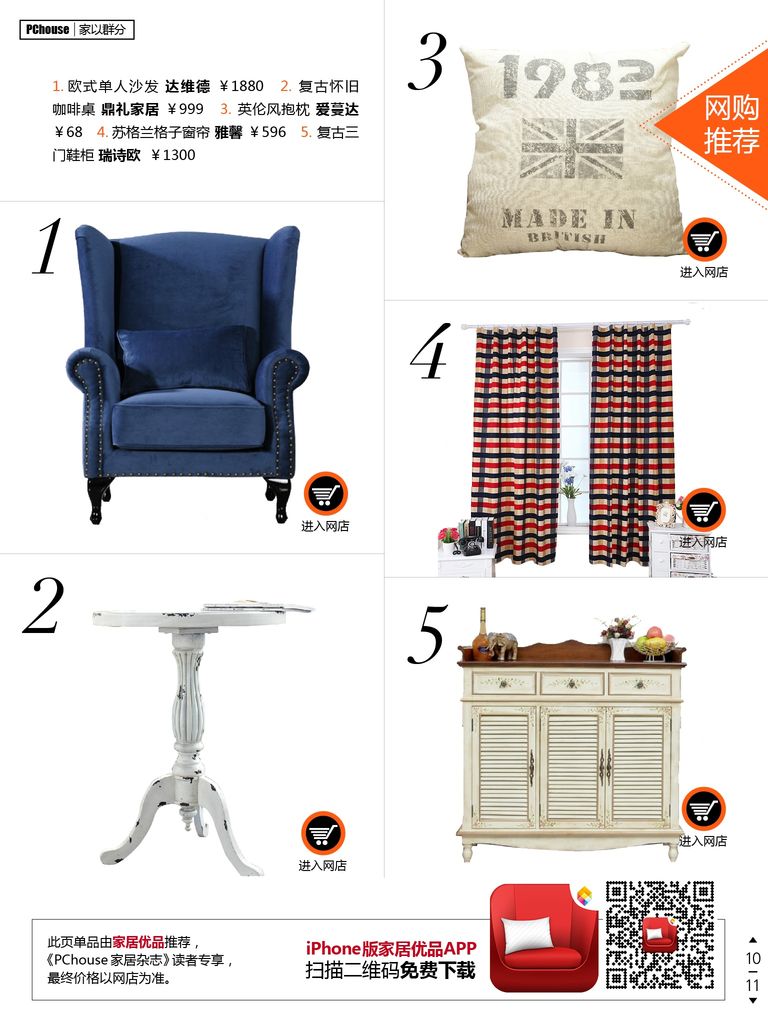 PChouse 家以群分
1. 欧式单人沙发 达维德 ￥1880 2. 复古怀旧
咖啡桌 鼎礼家居 ￥999 3. 英伦风抱枕 爱蔓达
￥68 4. 苏格兰格子窗帘 雅馨 ￥596 5. 复古三
门鞋柜 瑞诗欧 ￥1300
3
1982
MADE IN
BRITISH
网购
推荐
进入网店
1
进入网店
4
进入网店
2
进入网店
5
进入网店
此页单品由家居优品推荐，
《PChouse 家居杂志》读者专享，
最终价格以网店为准。
iPhone版家居优品APP
扫描二维码免费下载
10
11